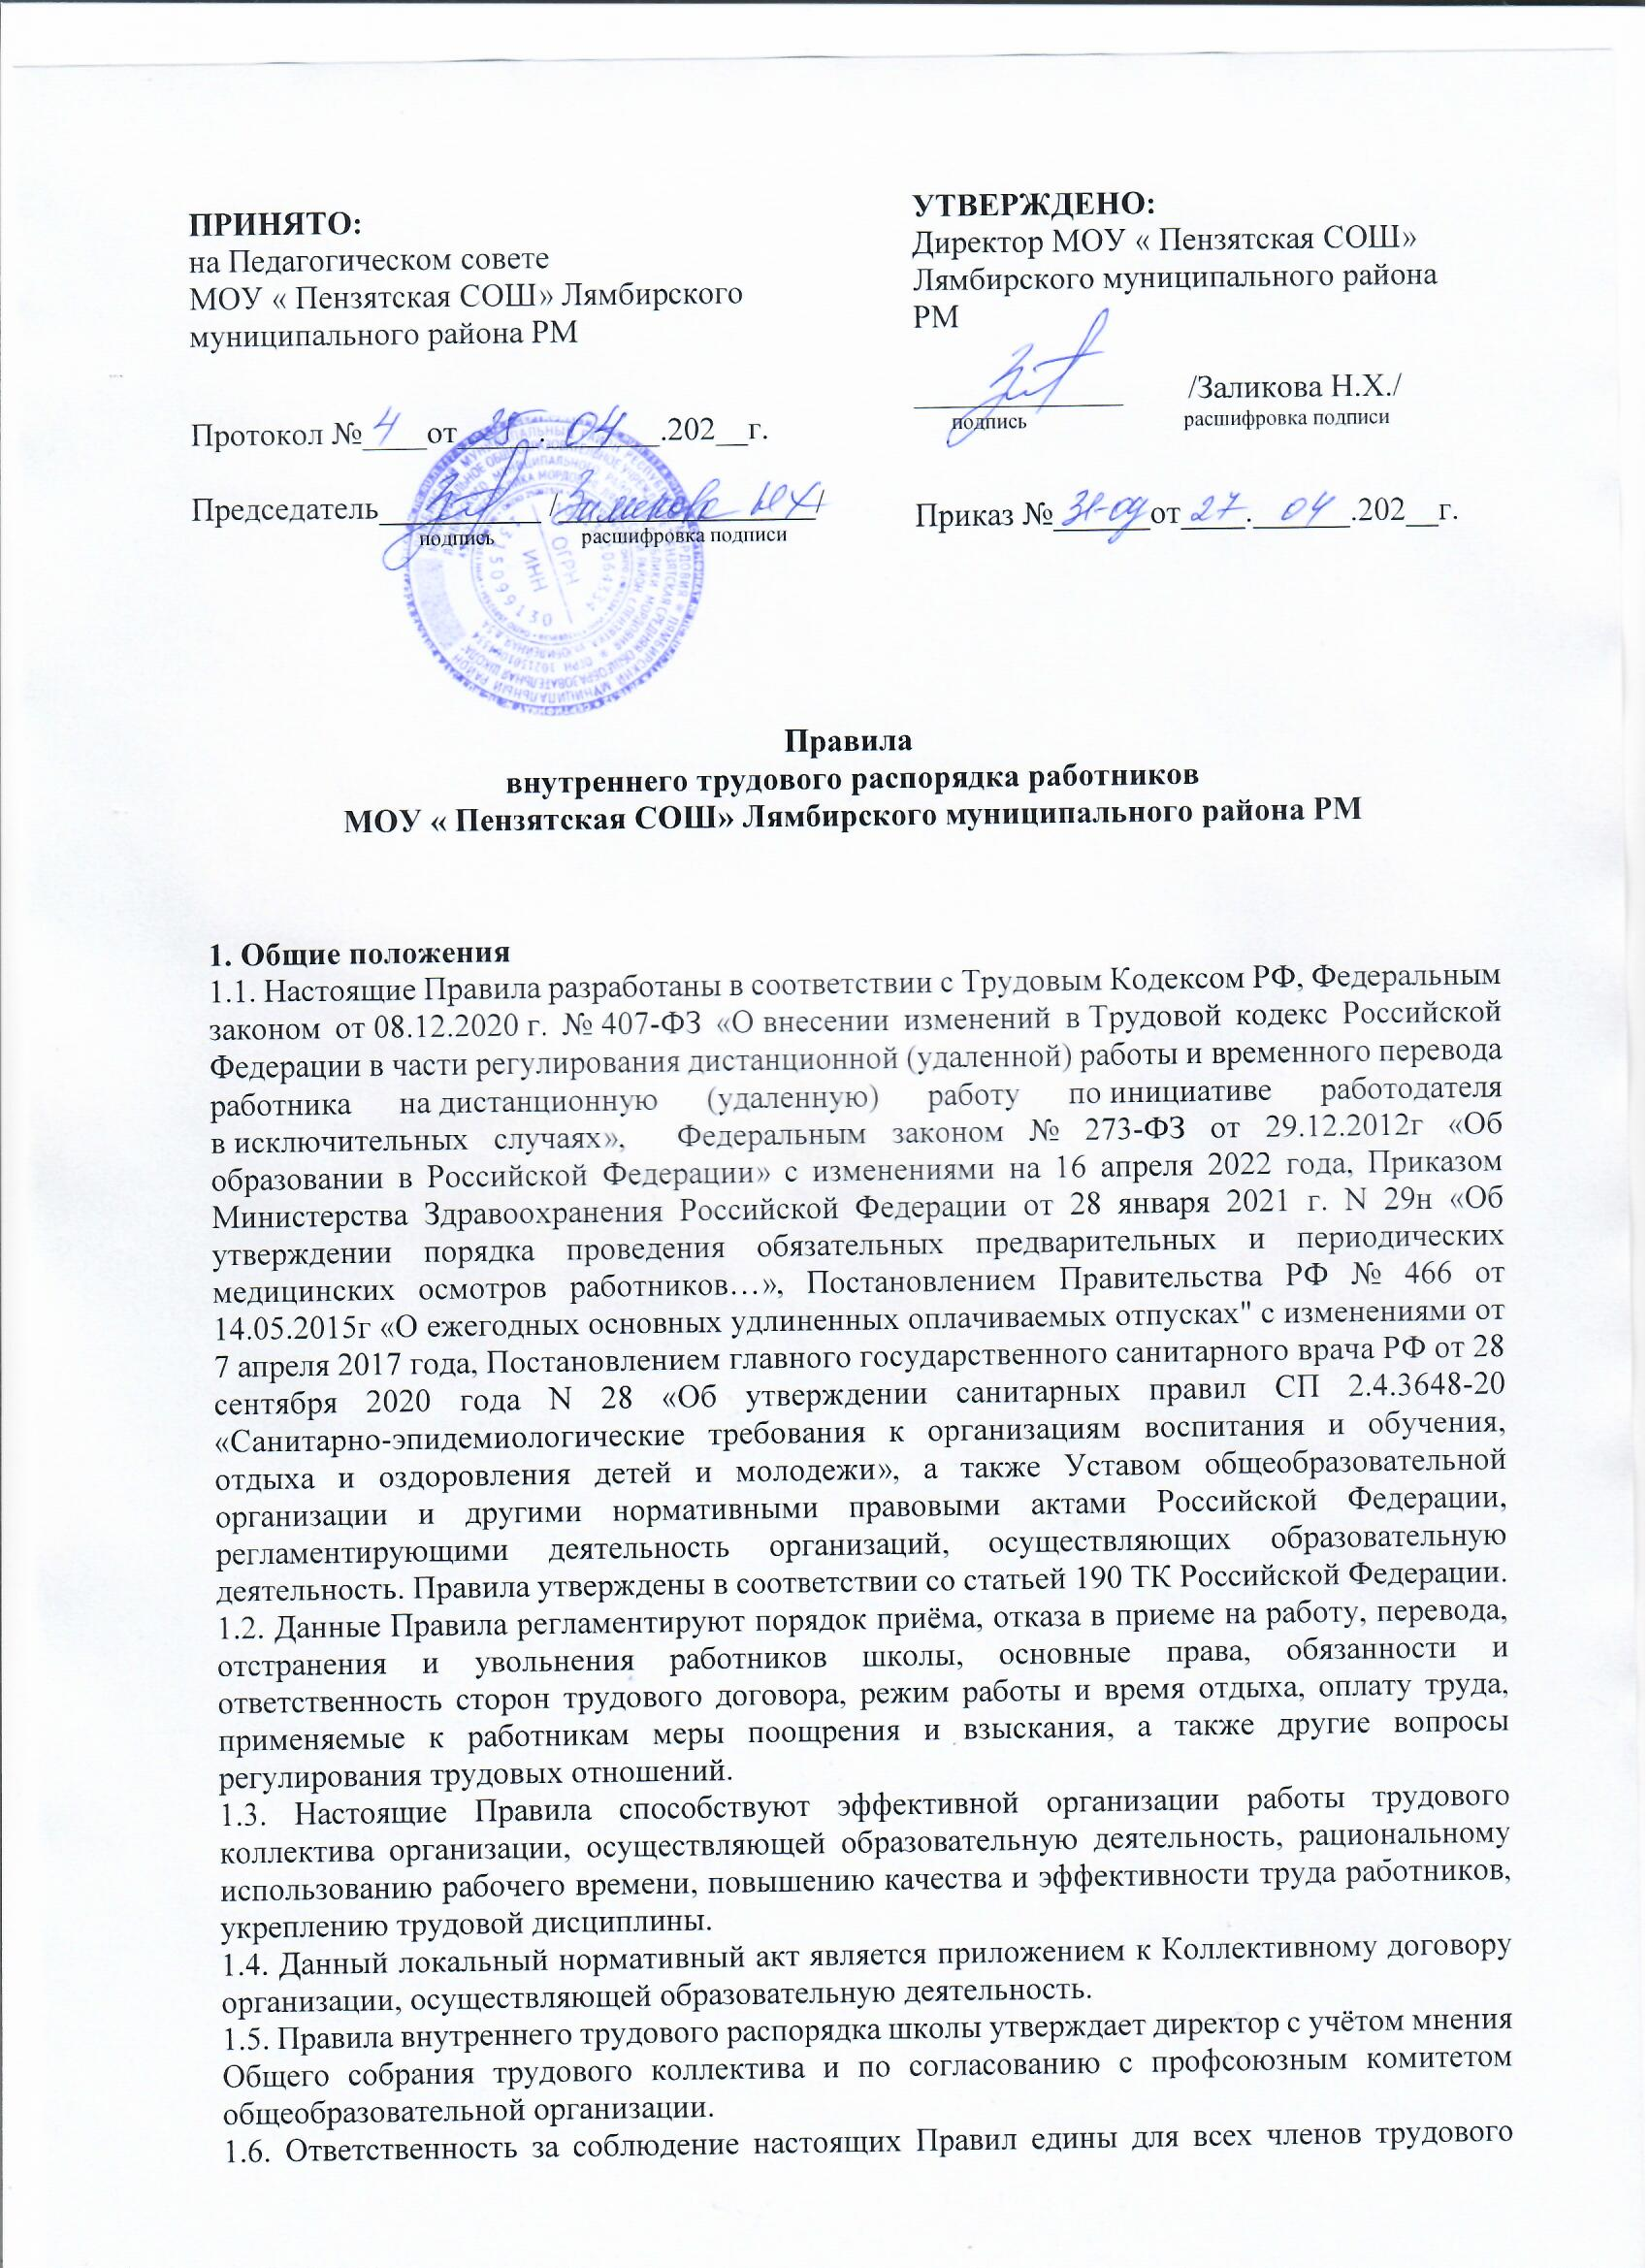 ПРИНЯТО:
на Педагогическом совете
МОУ « Пензятская СОШ» Лямбирского
муниципального района РМ
Протокол № 4 от 25.04.202__г.
Председатель__________ / Заликова Н Х /
подпись расшифровка подписи
ОГРН
ИНН
УТВЕРЖДЕНО:
Директор МОУ « Пензятская СОШ»
Лямбирского муниципального района
РМ
_____________ /Заликова Н.Х./
подпись расшифровка подписи
Приказ № 31-од от 27.04.202__г.
Правила
внутреннего трудового распорядка работников
МОУ « Пензятская СОШ» Лямбирского муниципального района РМ
1. Общие положения
1.1. Настоящие Правила разработаны в соответствии с Трудовым Кодексом РФ, Федеральным
законом от 08.12.2020 г. № 407-ФЗ «О внесении изменений в Трудовой кодекс Российской
Федерации в части регулирования дистанционной (удаленной) работы и временного перевода
работника на дистанционную (удаленную) работу по инициативе работодателя
в исключительных случаях», Федеральным законом № 273-ФЗ от 29.12.2012г «Об
образовании в Российской Федерации» с изменениями на 16 апреля 2022 года, Приказом
Министерства Здравоохранения Российской Федерации от 28 января 2021 г. N 29н «Об
утверждении порядка проведения обязательных предварительных и периодических
медицинских осмотров работников…», Постановлением Правительства РФ № 466 от
14.05.2015г «О ежегодных основных удлиненных оплачиваемых отпусках" с изменениями от
7 апреля 2017 года, Постановлением главного государственного санитарного врача РФ от 28
сентября 2020 года N 28 «Об утверждении санитарных правил СП 2.4.3648-20
«Санитарно-эпидемиологические требования к организациям воспитания и обучения,
отдыха и оздоровления детей и молодежи», а также Уставом общеобразовательной
организации и другими нормативными правовыми актами Российской Федерации,
регламентирующими деятельность организаций, осуществляющих образовательную
деятельность. Правила утверждены в соответствии со статьей 190 ТК Российской Федерации.
1.2. Данные Правила регламентируют порядок приёма, отказа в приеме на работу, перевода,
отстранения и увольнения работников школы, основные права, обязанности и
ответственность сторон трудового договора, режим работы и время отдыха, оплату труда,
применяемые к работникам меры поощрения и взыскания, а также другие вопросы
регулирования трудовых отношений.
1.3. Настоящие Правила способствуют эффективной организации работы трудового
коллектива организации, осуществляющей образовательную деятельность, рациональному
использованию рабочего времени, повышению качества и эффективности труда работников,
укреплению трудовой дисциплины.
1.4. Данный локальный нормативный акт является приложением к Коллективному договору
организации, осуществляющей образовательную деятельность.
1.5. Правила внутреннего трудового распорядка школы утверждает директор с учётом мнения
Общего собрания трудового коллектива и по согласованию с профсоюзным комитетом
общеобразовательной организации.
1.6. Ответственность за соблюдение настоящих Правил едины для всех членов трудового